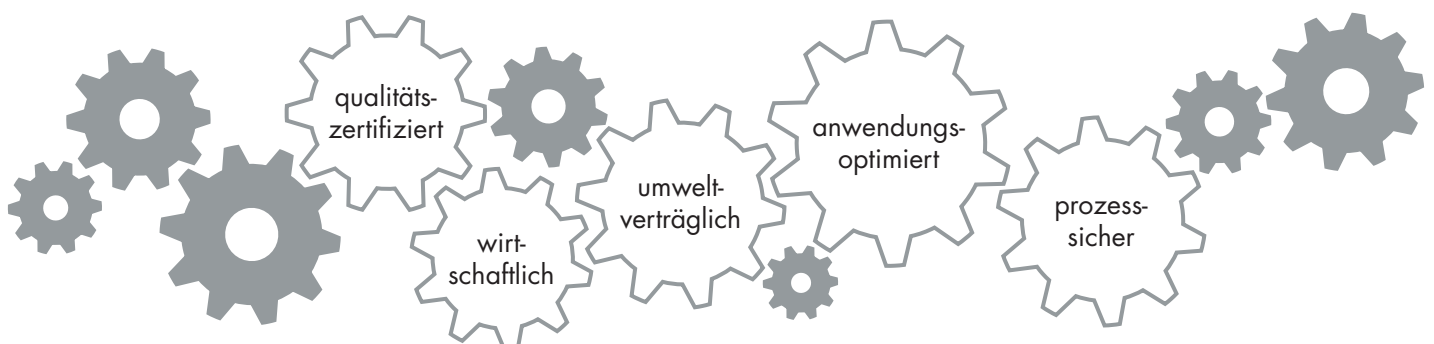 qualitäts-
zertifiziert
wirt-
schaftlich
umwelt-
verträglich
anwendungs-
optimiert
prozess-
sicher